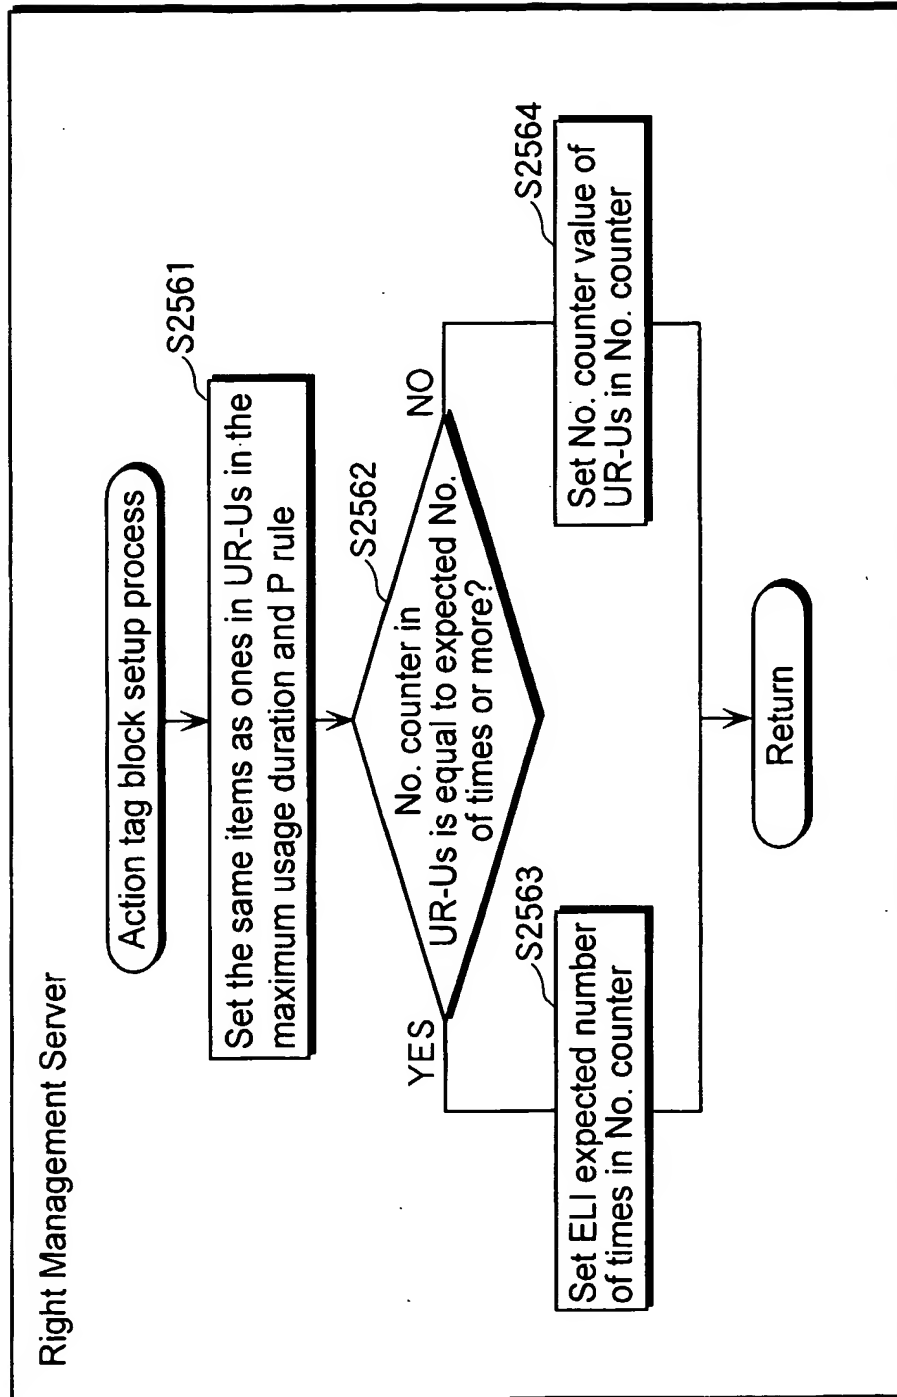 Right Management Server
Action tag block setup process
S2561
Set the same items as ones in UR-Us in the
maximum usage duration and P rule
S2562
No. counter in
UR-Us is equal to expected No.
of times or more?
YES
NO
S2563
Set ELI expected number
of times in No. counter
S2564
Set No. counter value of
UR-Us in No. counter
Return